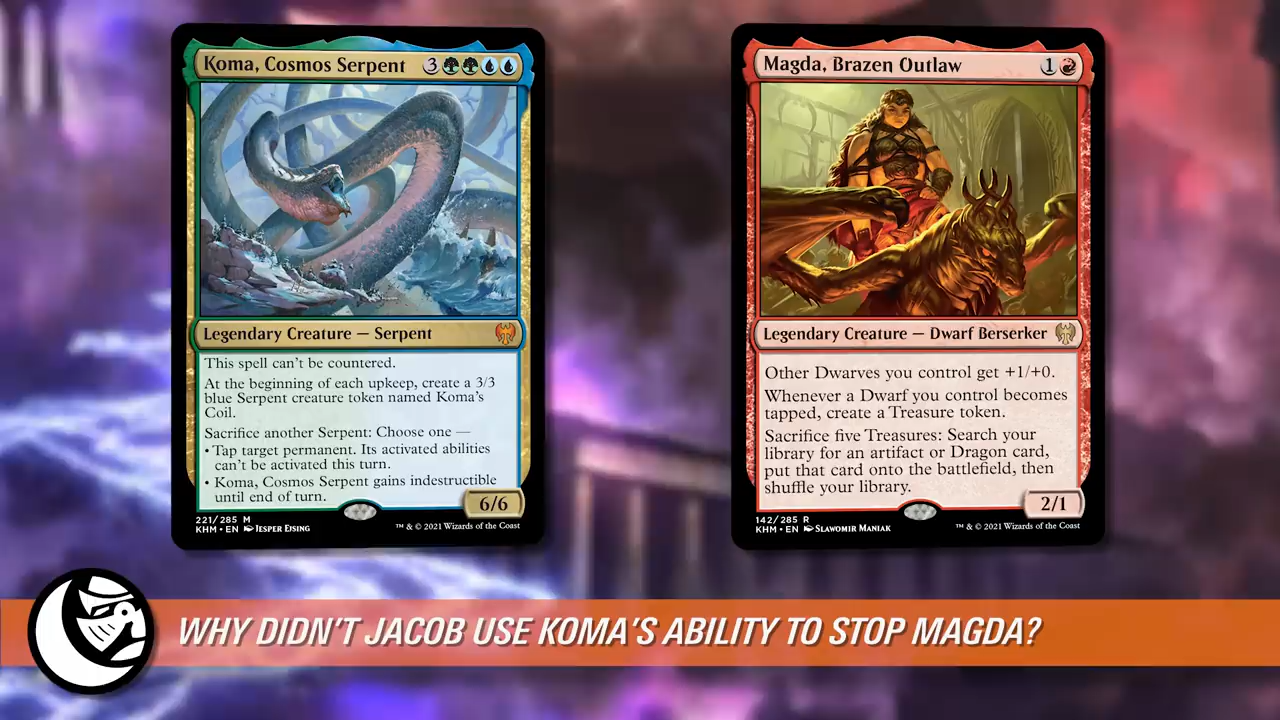 Koma, Cosmos Serpent 3
This spell can't be countered.
At the beginning of each upkeep, create a 3/3
blue Serpent creature token named Koma's
Coil.
Sacrifice another Serpent: Choose one —
• Tap target permanent. Its activated abilities
can't be activated this turn.
• Koma, Cosmos Serpent gains indestructible
until end of turn.
Legendary Creature — Serpent
6/6
221/285 M
KHM • EN Jesper Ejsing
™ & © 2021 Wizards of the Coast
Magda, Brazen Outlaw 1
Legendary Creature — Dwarf Berserker
Other Dwarves you control get +1/+0.
Whenever a Dwarf you control becomes
tapped, create a Treasure token.
Sacrifice five Treasures: Search your
library for an artifact or Dragon card,
put that card onto the battlefield, then
shuffle your library.
2/1
142/285 R
KHM • EN Slawomir Maniak
™ & © 2021 Wizards of the Coast
WHY DIDN'T JACOB USE KOMA'S ABILITY TO STOP MAGDA?